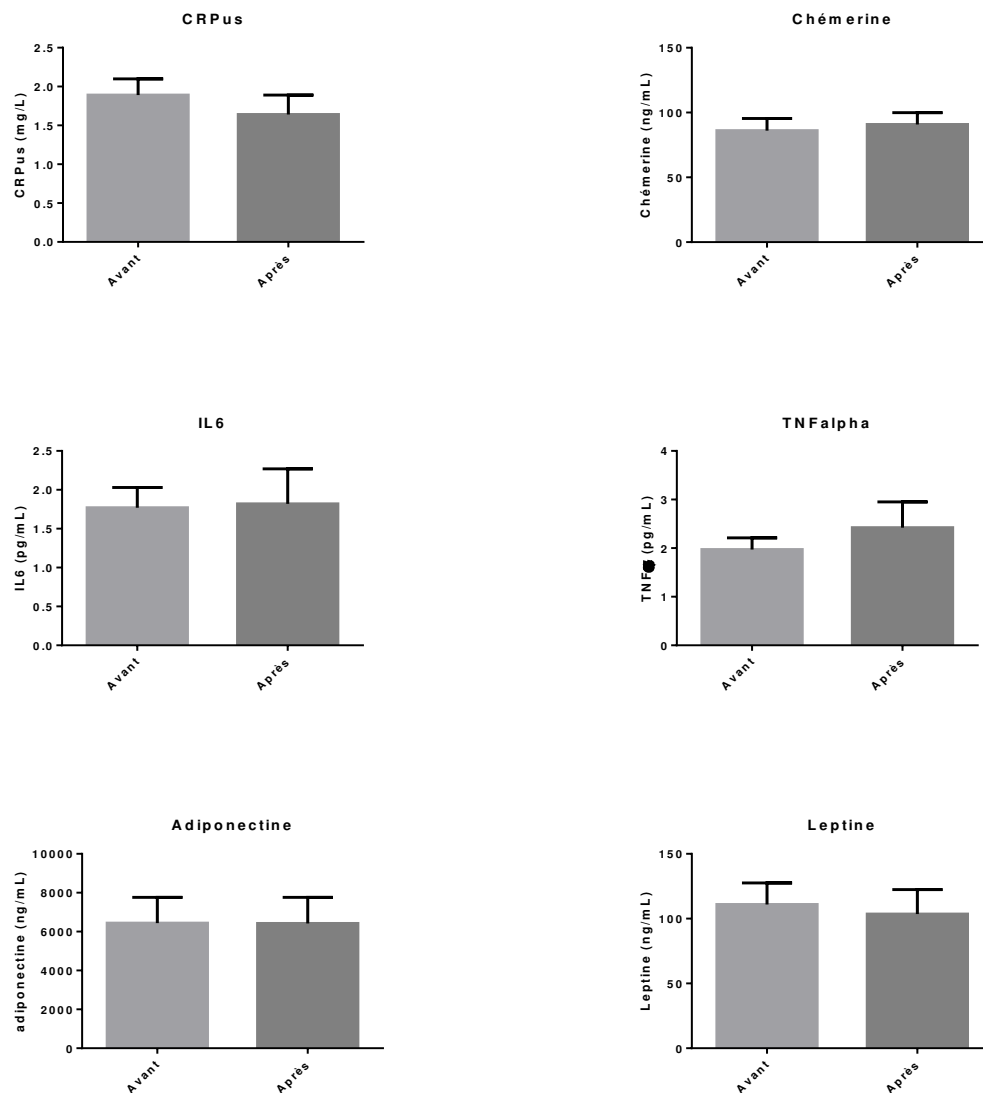 CRPus
CRPus (mg/L)
2.5
2.0
1.5
1.0
0.5
0.0
Avant
Après
Chémerine
Chémerine (ng/mL)
150
100
50
0
Avant
Après
IL6
IL6 (pg/mL)
2.5
2.0
1.5
1.0
0.5
0.0
Avant
Après
TNFalpha
(pg/mL)
4
3
2
1
0
Avant
Après
Adiponectine
adiponectine (ng/mL)
10000
8000
6000
4000
2000
0
Avant
Après
Leptine
Leptine (ng/mL)
150
100
50
0
Avant
Après